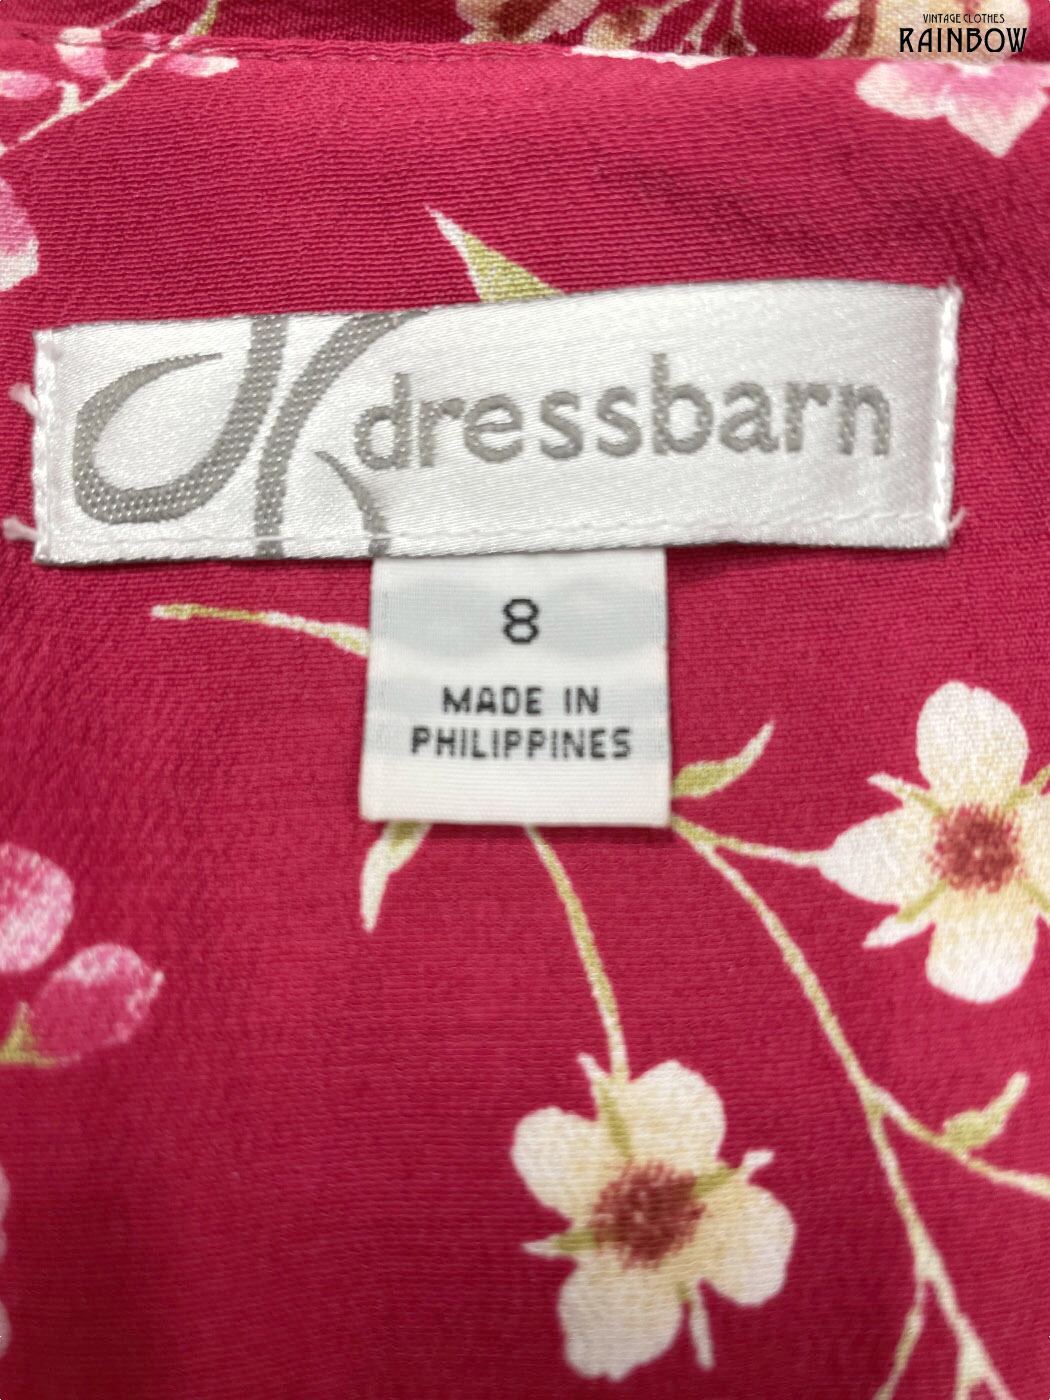 VINTAGE CLOTHES
RAINBOW
dressbarn
8
MADE IN
PHILIPPINES